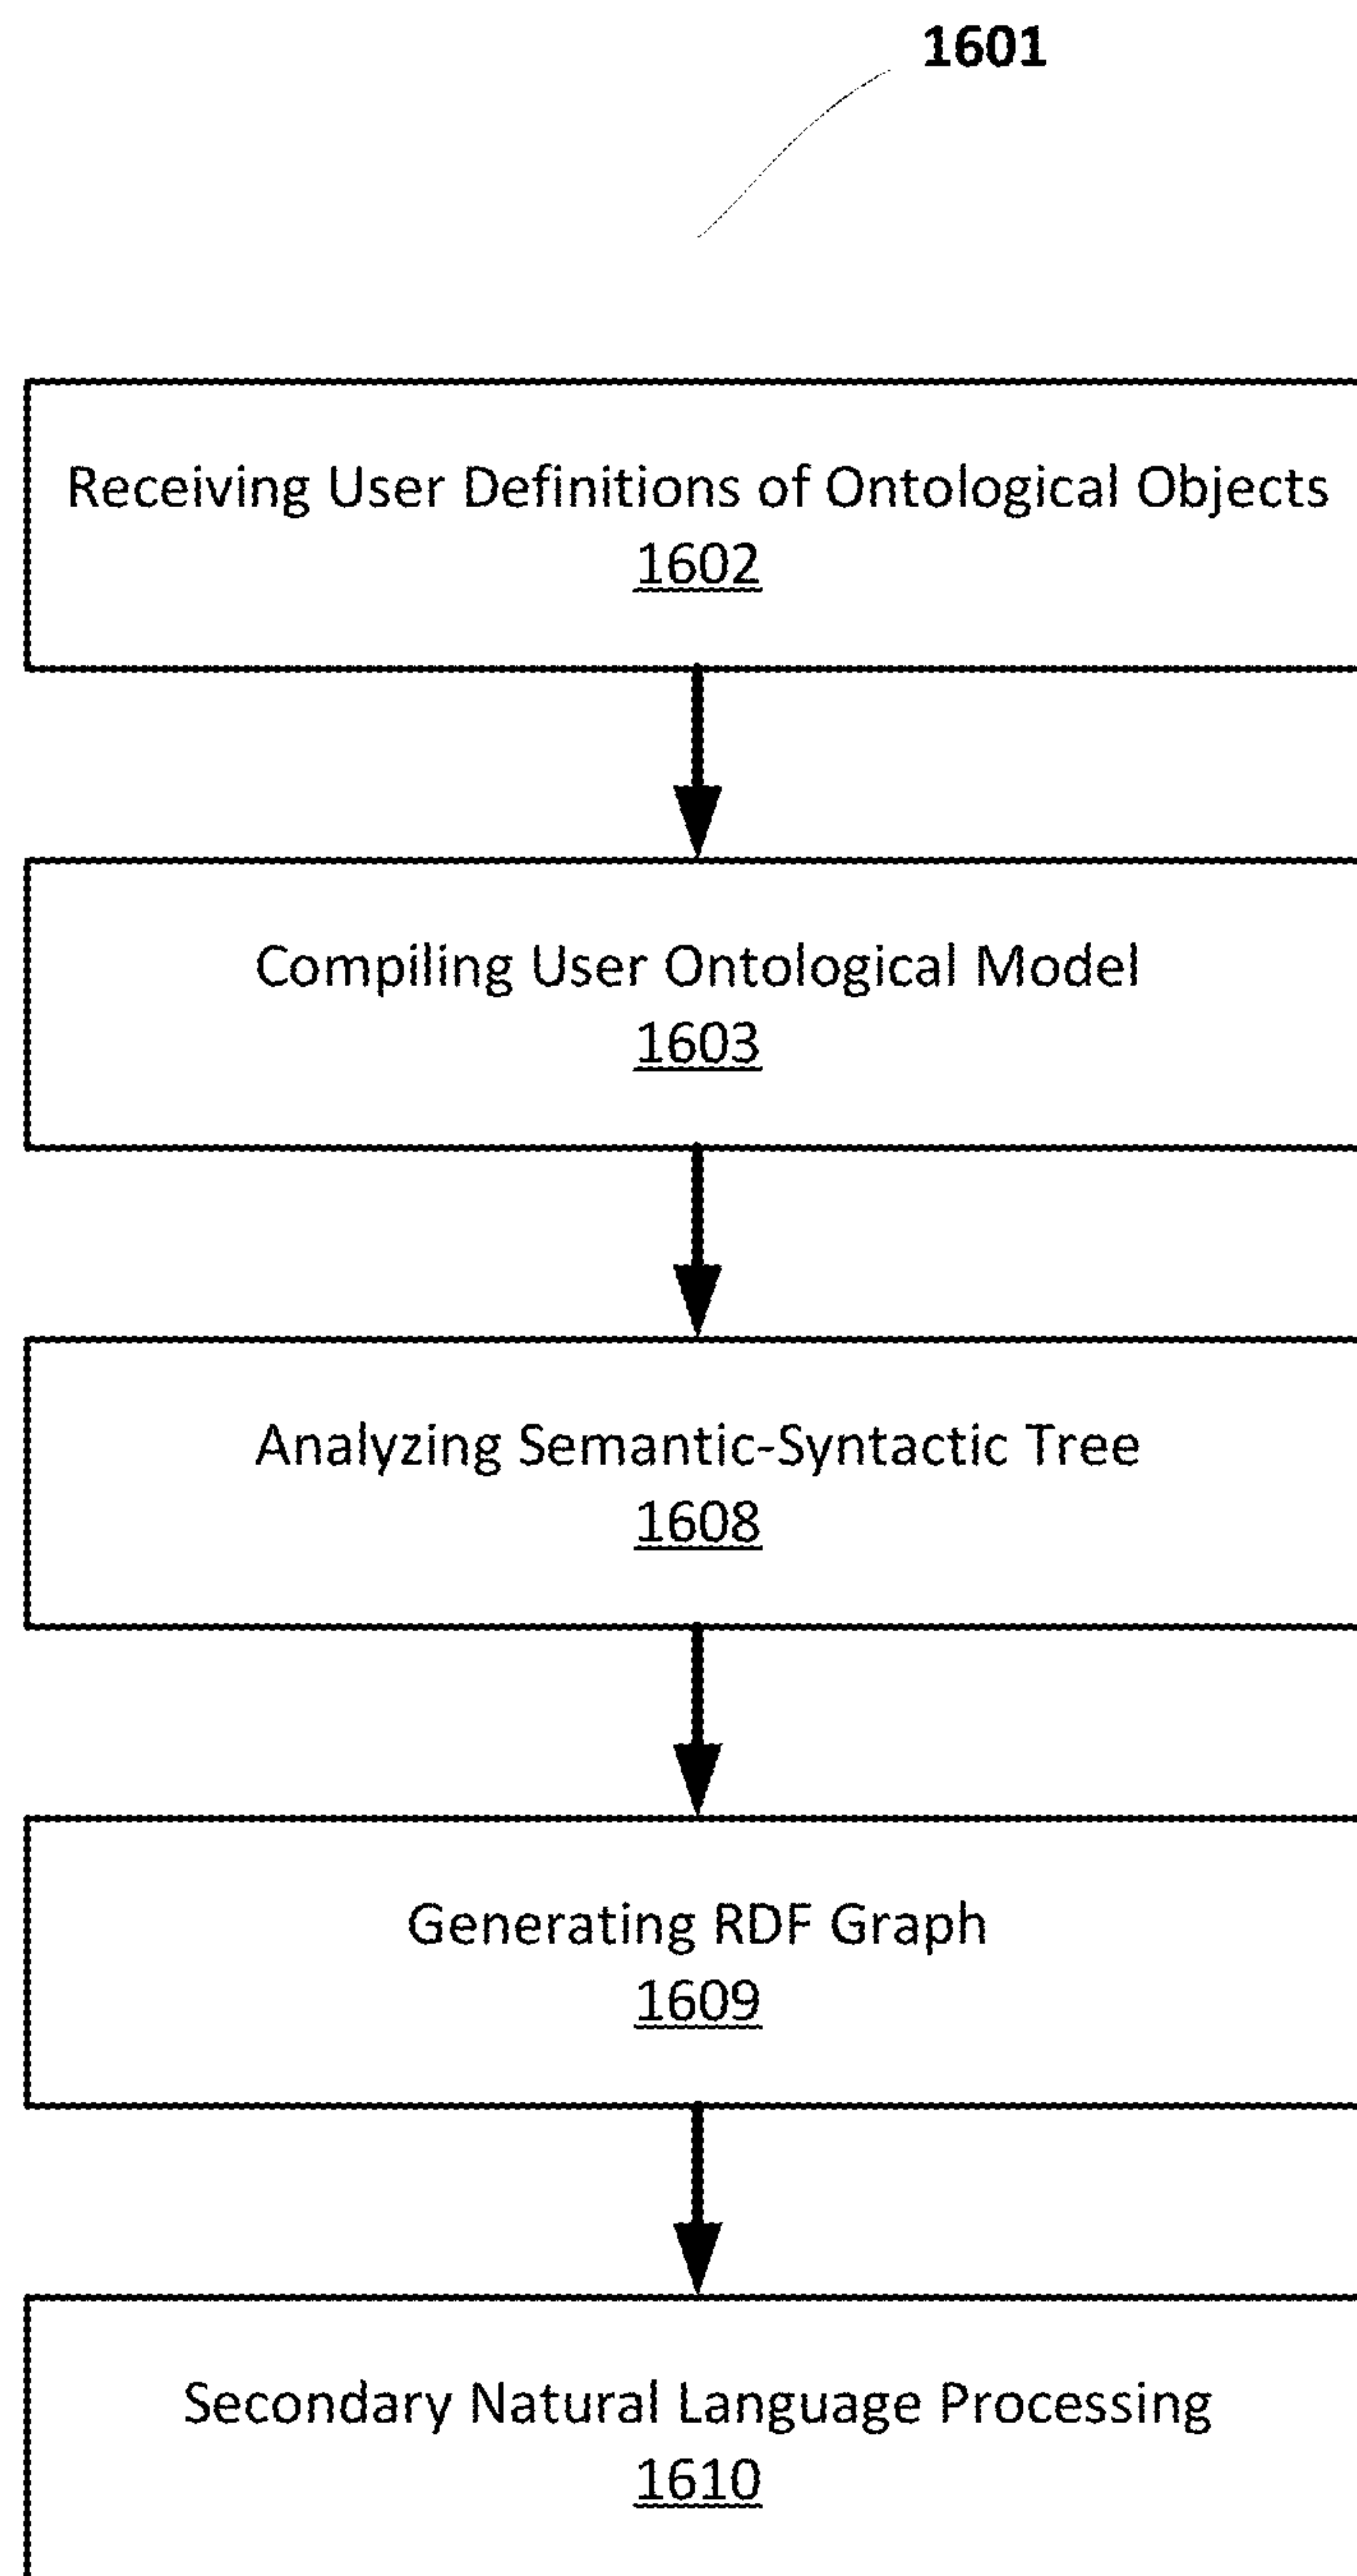 1601
Receiving User Definitions of Ontological Objects
1602
Compiling User Ontological Model
1603
Analyzing Semantic-Syntactic Tree
1608
Generating RDF Graph
1609
Secondary Natural Language Processing
1610